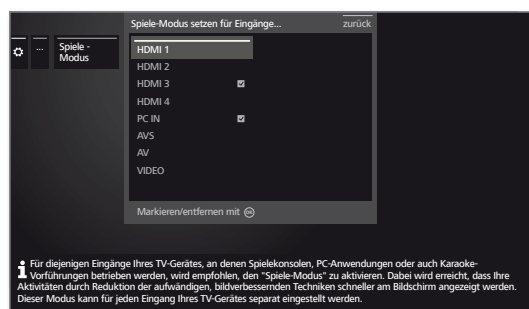 Spiele-Modus setzen für Eingänge... zurück
... Spiele -
Modus
HDMI 1
HDMI 2
HDMI 3
HDMI 4
PC IN
AVS
AV
VIDEO
Markieren/entfernen mit OK
Für diejenigen Eingänge Ihres TV-Gerätes, an denen Spielekonsolen, PC-Anwendungen oder auch Karaoke-
Vorführungen betrieben werden, wird empfohlen, den "Spiele-Modus" zu aktivieren. Dabei wird erreicht, dass Ihre
Aktivitäten durch Reduktion der aufwändigen, bildverbessernden Techniken schneller am Bildschirm angezeigt werden.
Dieser Modus kann für jeden Eingang Ihres TV-Gerätes separat eingestellt werden.